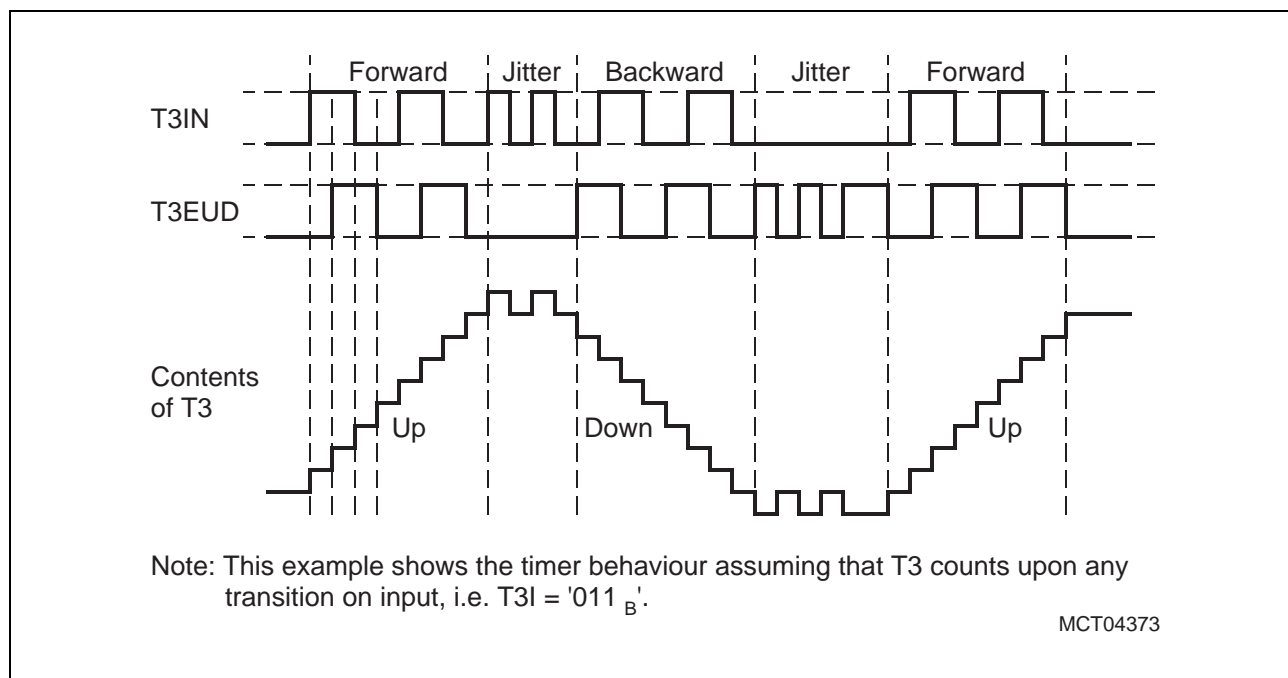 Forward Jitter Backward Jitter Forward
T3IN
T3EUD
Contents
of T3
Up Down Up
Note: This example shows the timer behaviour assuming that T3 counts upon any
transition on input, i.e. T3I = '011 B'.
MCT04373